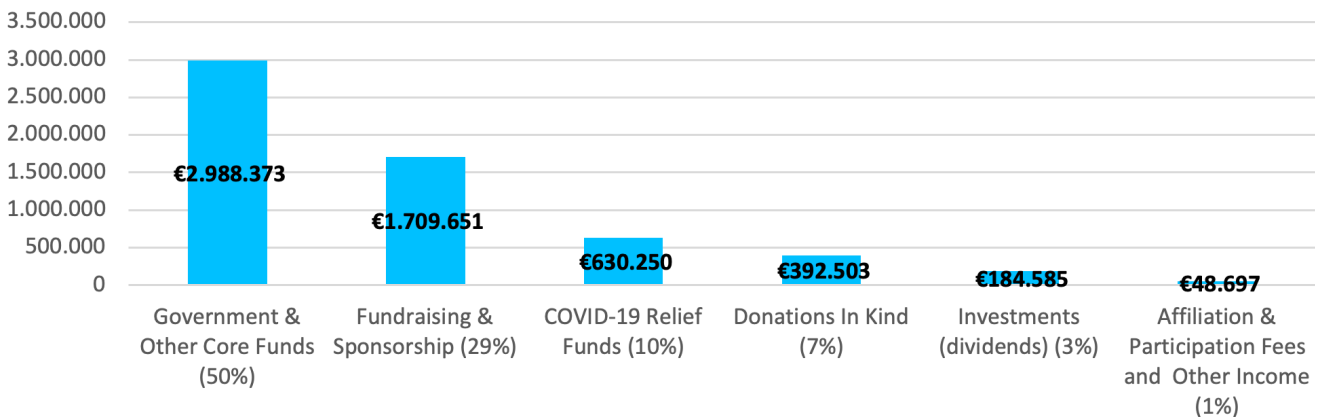 3.500.000
3.000.000
2.500.000
2.000.000
1.500.000
1.000.000
500.000
0
€2.988.373
€1.709.651
€630.250
€392.503
€184.585
€48.697
Government &
Other Core Funds
(50%)
Fundraising &
Sponsorship (29%)
COVID-19 Relief
Funds (10%)
Donations In Kind
(7%)
Investments
(dividends) (3%)
Affiliation &
Participation Fees
and Other Income
(1%)